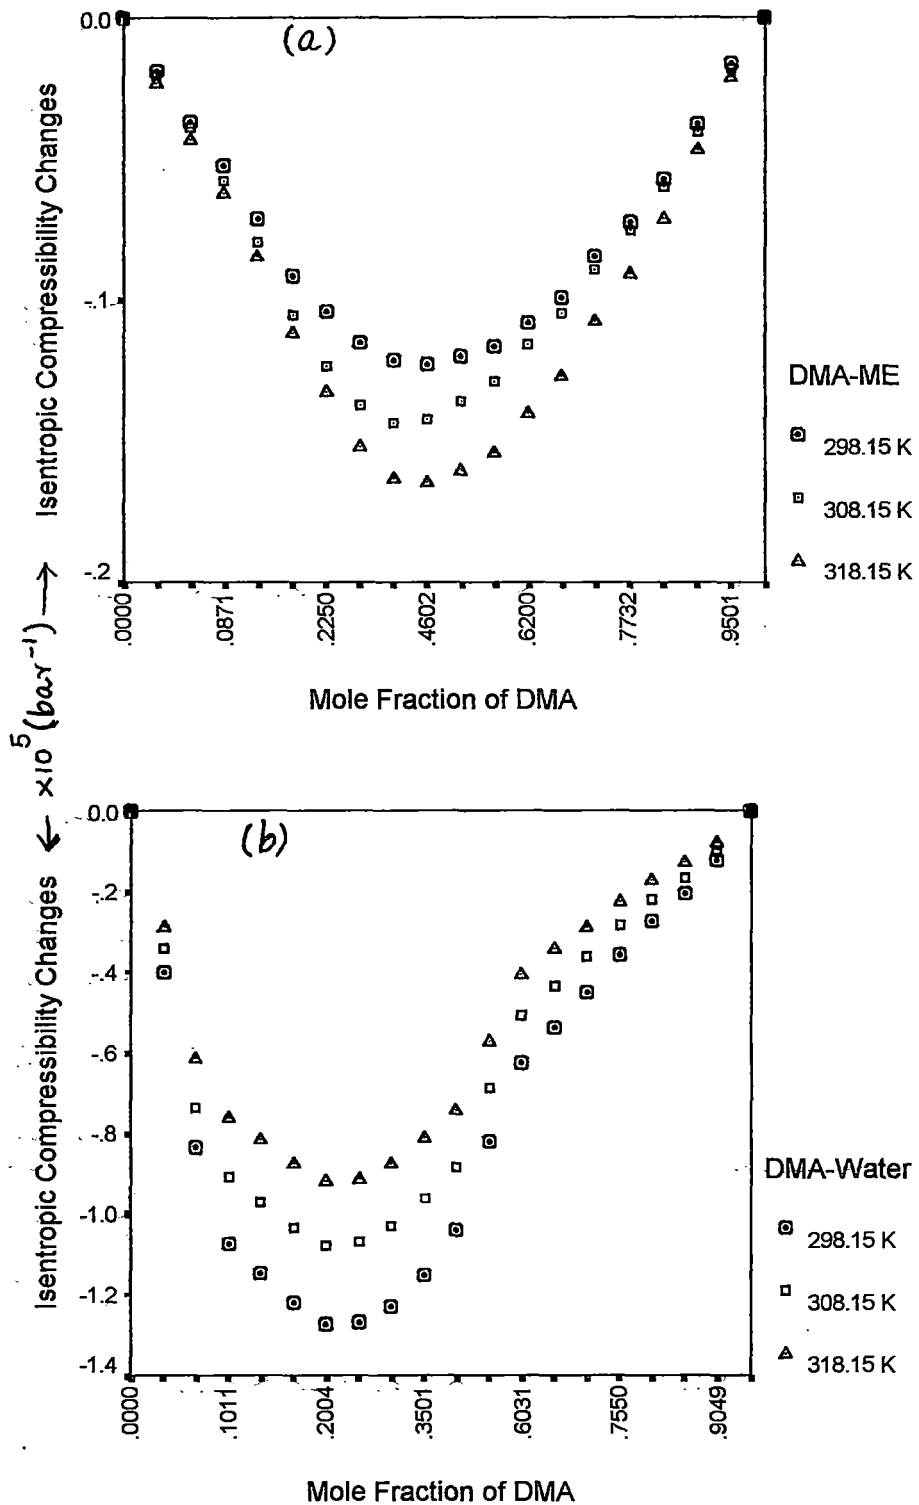 (a)
Isentropic Compressibility Changes
0.0
-.1
-.2
.0000 .0871 .2250 .4602 .6200 .7732 .9501
Mole Fraction of DMA
DMA-ME
298.15 K
308.15 K
318.15 K
← ×10⁵ (bar⁻¹) →
(b)
Isentropic Compressibility Changes
0.0
-.2
-.4
-.6
-.8
-1.0
-1.2
-1.4
.0000 .1011 .2004 .3501 .6031 .7550 .9049
Mole Fraction of DMA
DMA-Water
298.15 K
308.15 K
318.15 K